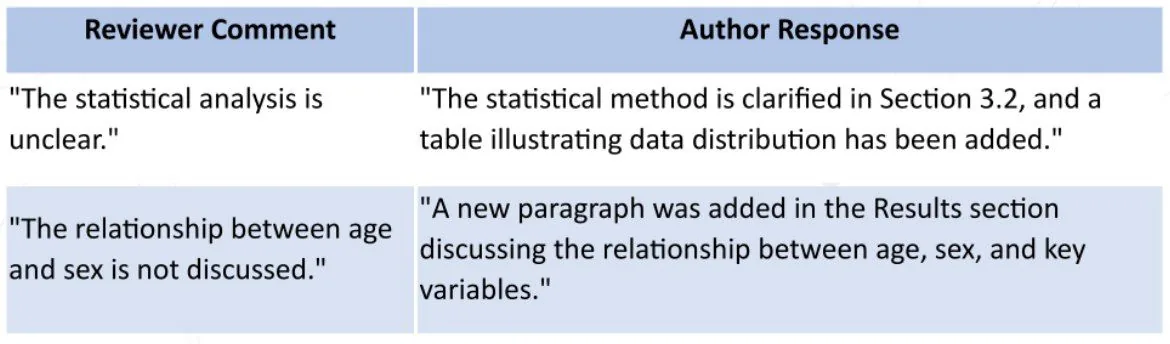 Reviewer Comment
Author Response
"The statistical analysis is
unclear."
"The statistical method is clarified in Section 3.2, and a
table illustrating data distribution has been added."
"The relationship between age
and sex is not discussed."
"A new paragraph was added in the Results section
discussing the relationship between age, sex, and key
variables."